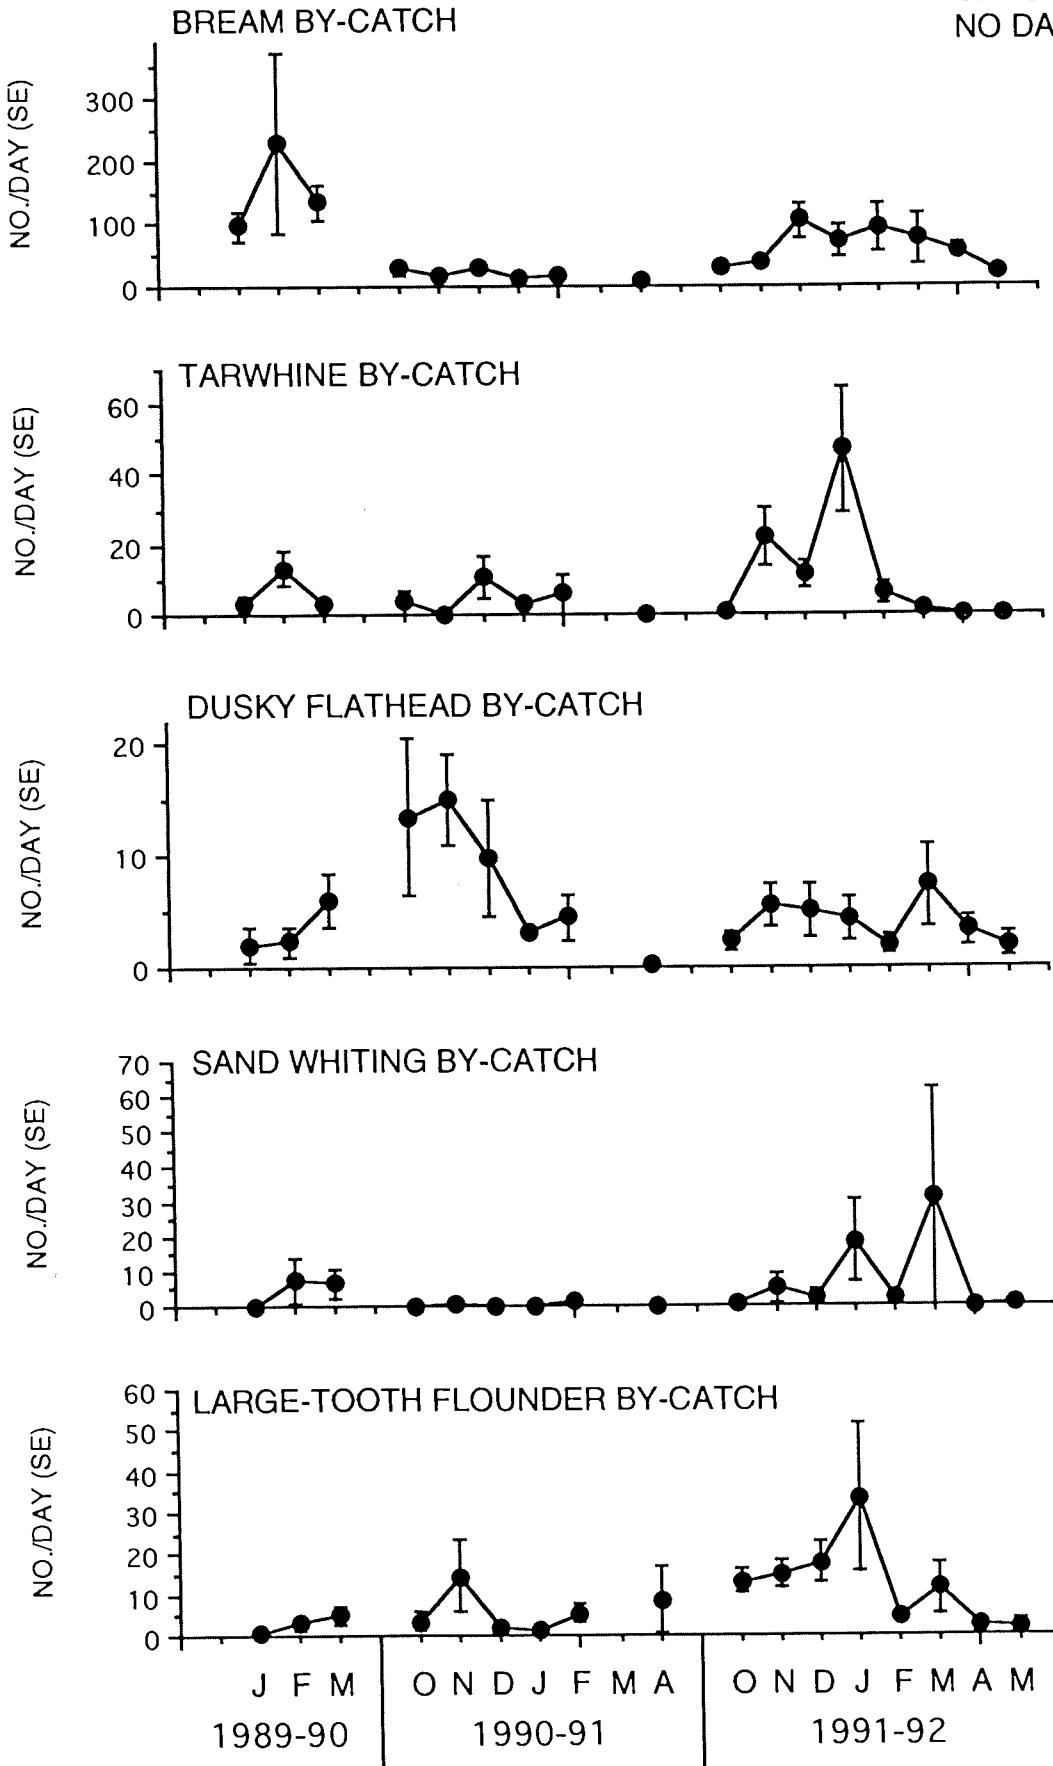 BREAM BY-CATCH
NO DA
NO./DAY (SE)
300
200
100
0
TARWHINE BY-CATCH
NO./DAY (SE)
60
40
20
0
DUSKY FLATHEAD BY-CATCH
NO./DAY (SE)
20
10
0
SAND WHITING BY-CATCH
NO./DAY (SE)
70
60
50
40
30
20
10
0
LARGE-TOOTH FLOUNDER BY-CATCH
NO./DAY (SE)
60
50
40
30
20
10
0
J F M O N D J F M A O N D J F M A M
1989-90 1990-91 1991-92